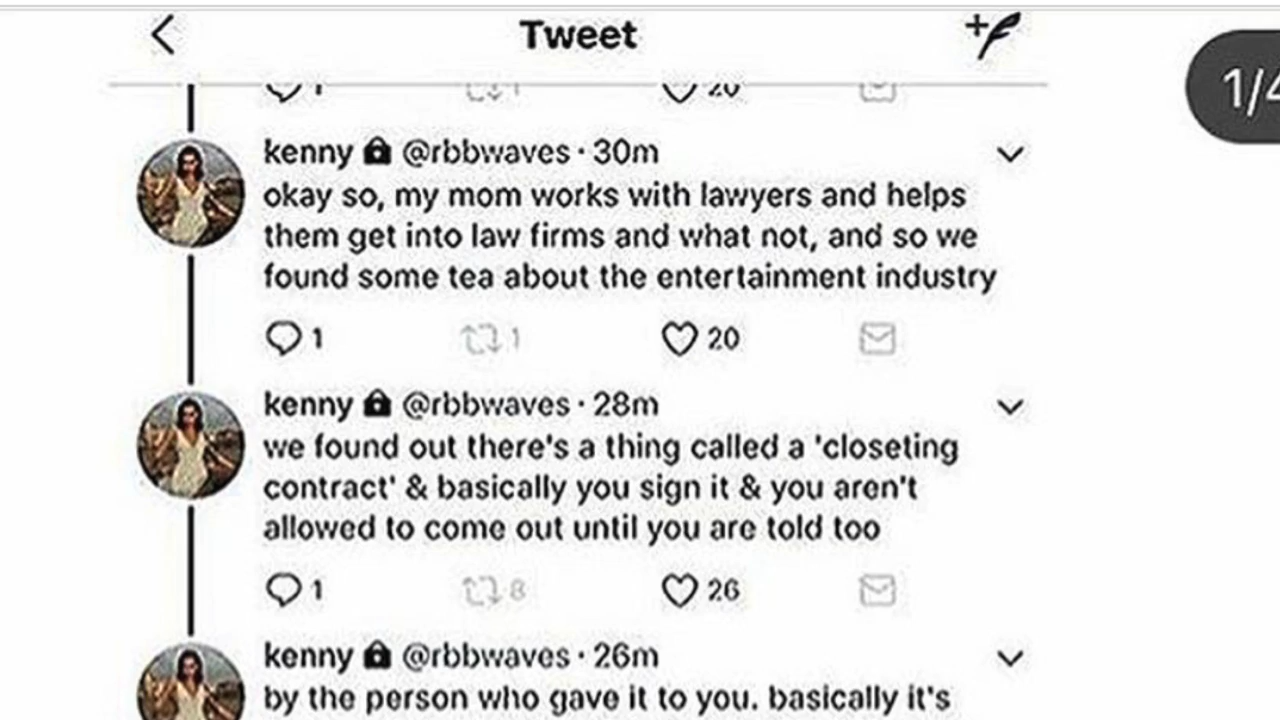 Tweet
1/4
1 1 20
kenny @rbbwaves · 30m
okay so, my mom works with lawyers and helps
them get into law firms and what not, and so we
found some tea about the entertainment industry
1 1 20
kenny @rbbwaves · 28m
we found out there's a thing called a 'closeting
contract' & basically you sign it & you aren't
allowed to come out until you are told too
1 8 26
kenny @rbbwaves · 26m
by the person who gave it to you. basically it's